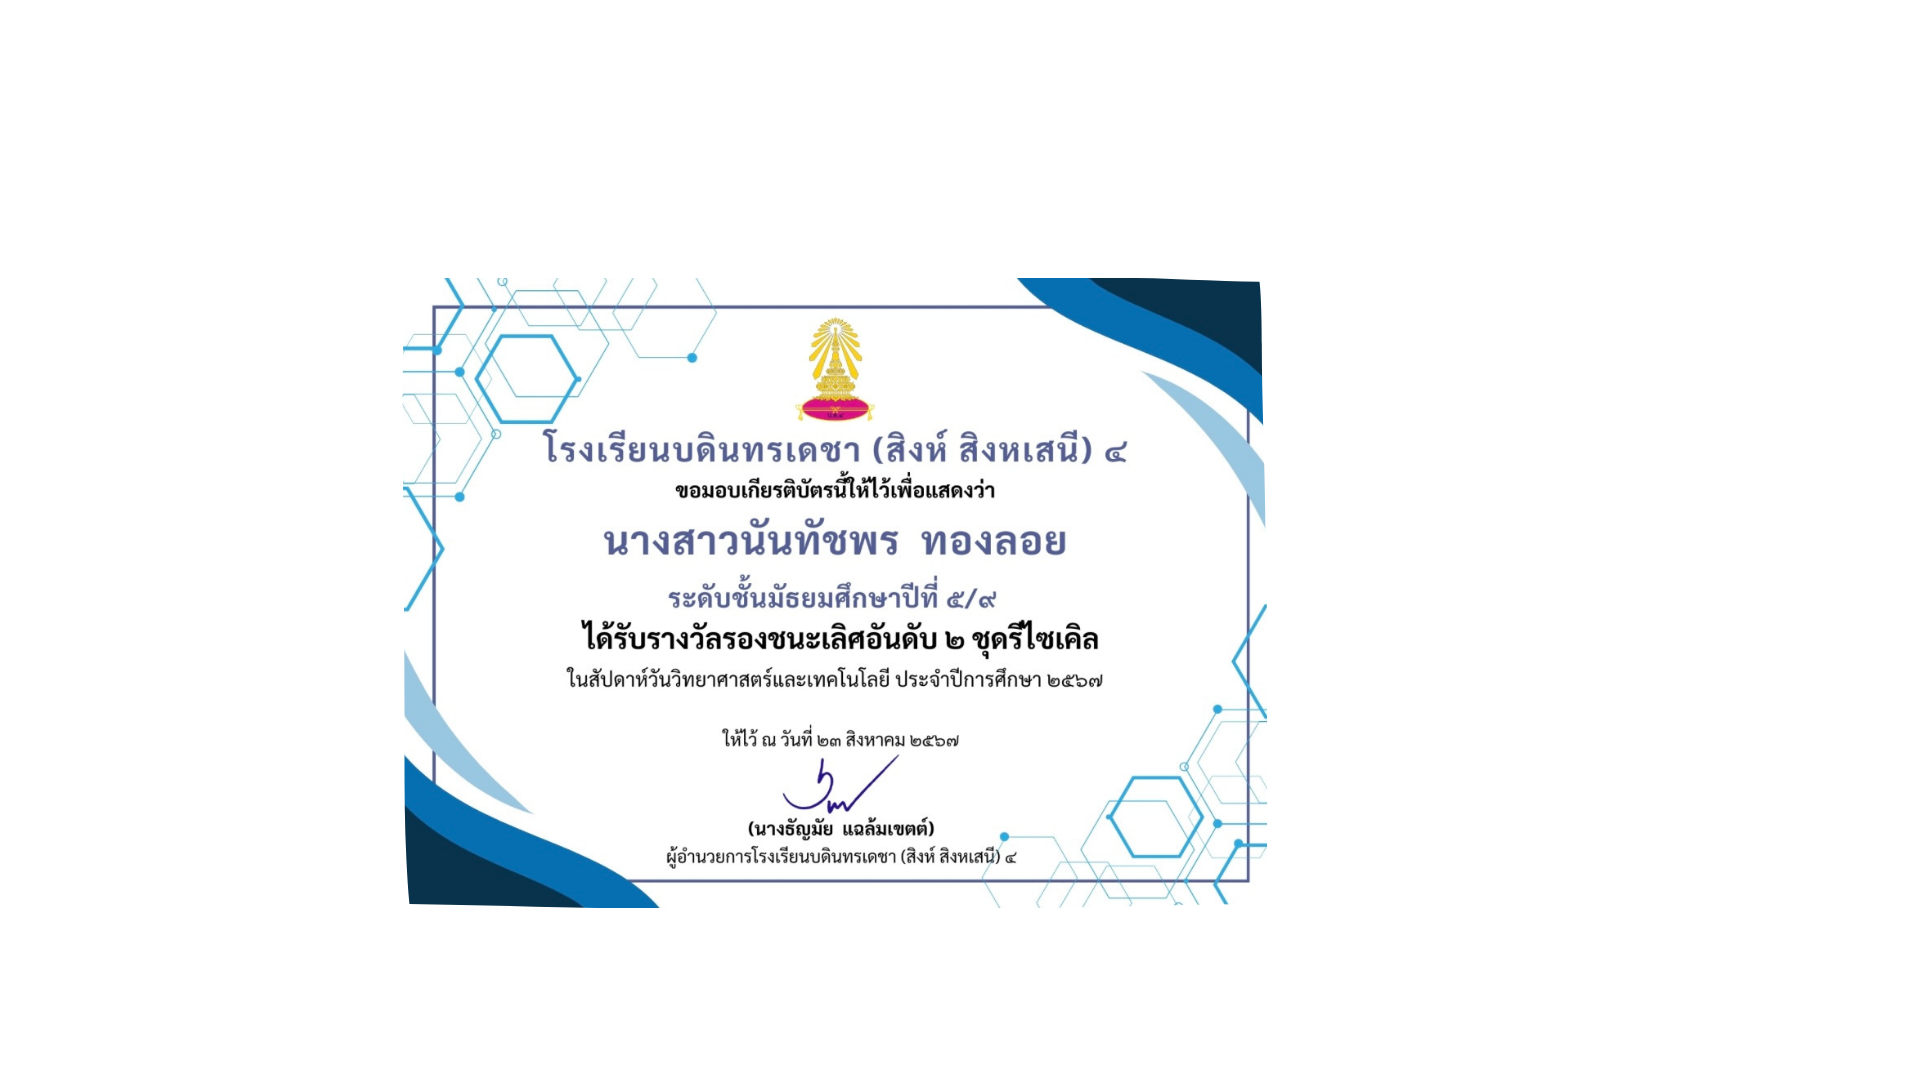 โรงเรียนบดินทรเดชา (สิงห์ สิงหเสนี) ๔
ขอมอบเกียรติบัตรนี้ให้ไว้เพื่อแสดงว่า
นางสาวนันทัชพร ทองลอย
ระดับชั้นมัธยมศึกษาปีที่ ๕/๙
ได้รับรางวัลรองชนะเลิศอันดับ ๒ ชุดรีไซเคิล
ในสัปดาห์วันวิทยาศาสตร์และเทคโนโลยี ประจำปีการศึกษา ๒๕๖๗
ให้ไว้ ณ วันที่ ๒๓ สิงหาคม ๒๕๖๗
(นางธัญมัย แฉล้มเขตต์)
ผู้อำนวยการโรงเรียนบดินทรเดชา (สิงห์ สิงหเสนี) ๔